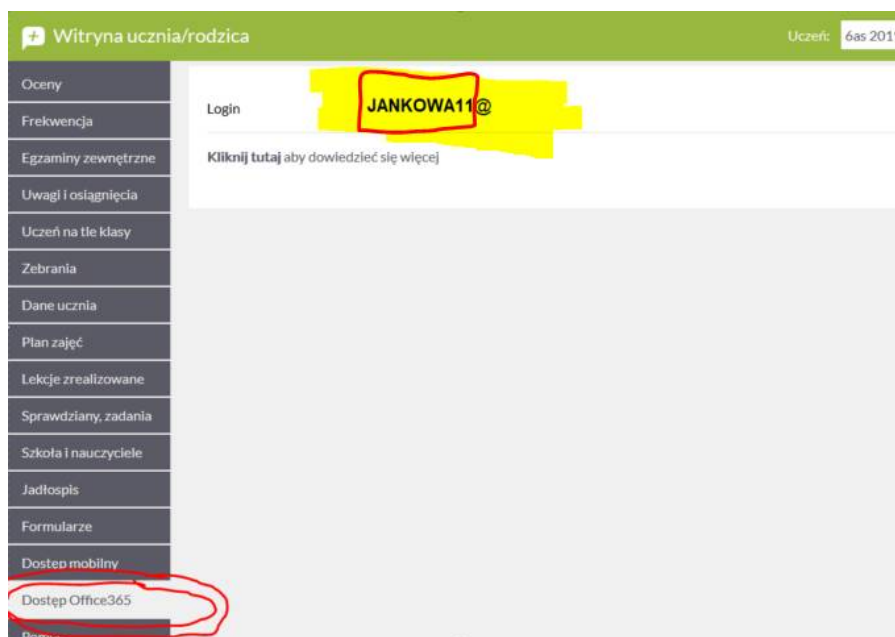 Witryna ucznia/rodzica
Uczeń: 6as 2019
Oceny
Frekwencja
Egzaminy zewnętrzne
Uwagi i osiągnięcia
Uczeń na tle klasy
Zebrania
Dane ucznia
Plan zajęć
Lekcje zrealizowane
Sprawdziany, zadania
Szkoła i nauczyciele
Jadłospis
Formularze
Dostęp mobilny
Dostęp Office365
Login JANKOWA11@
Kliknij tutaj aby dowiedzieć się więcej